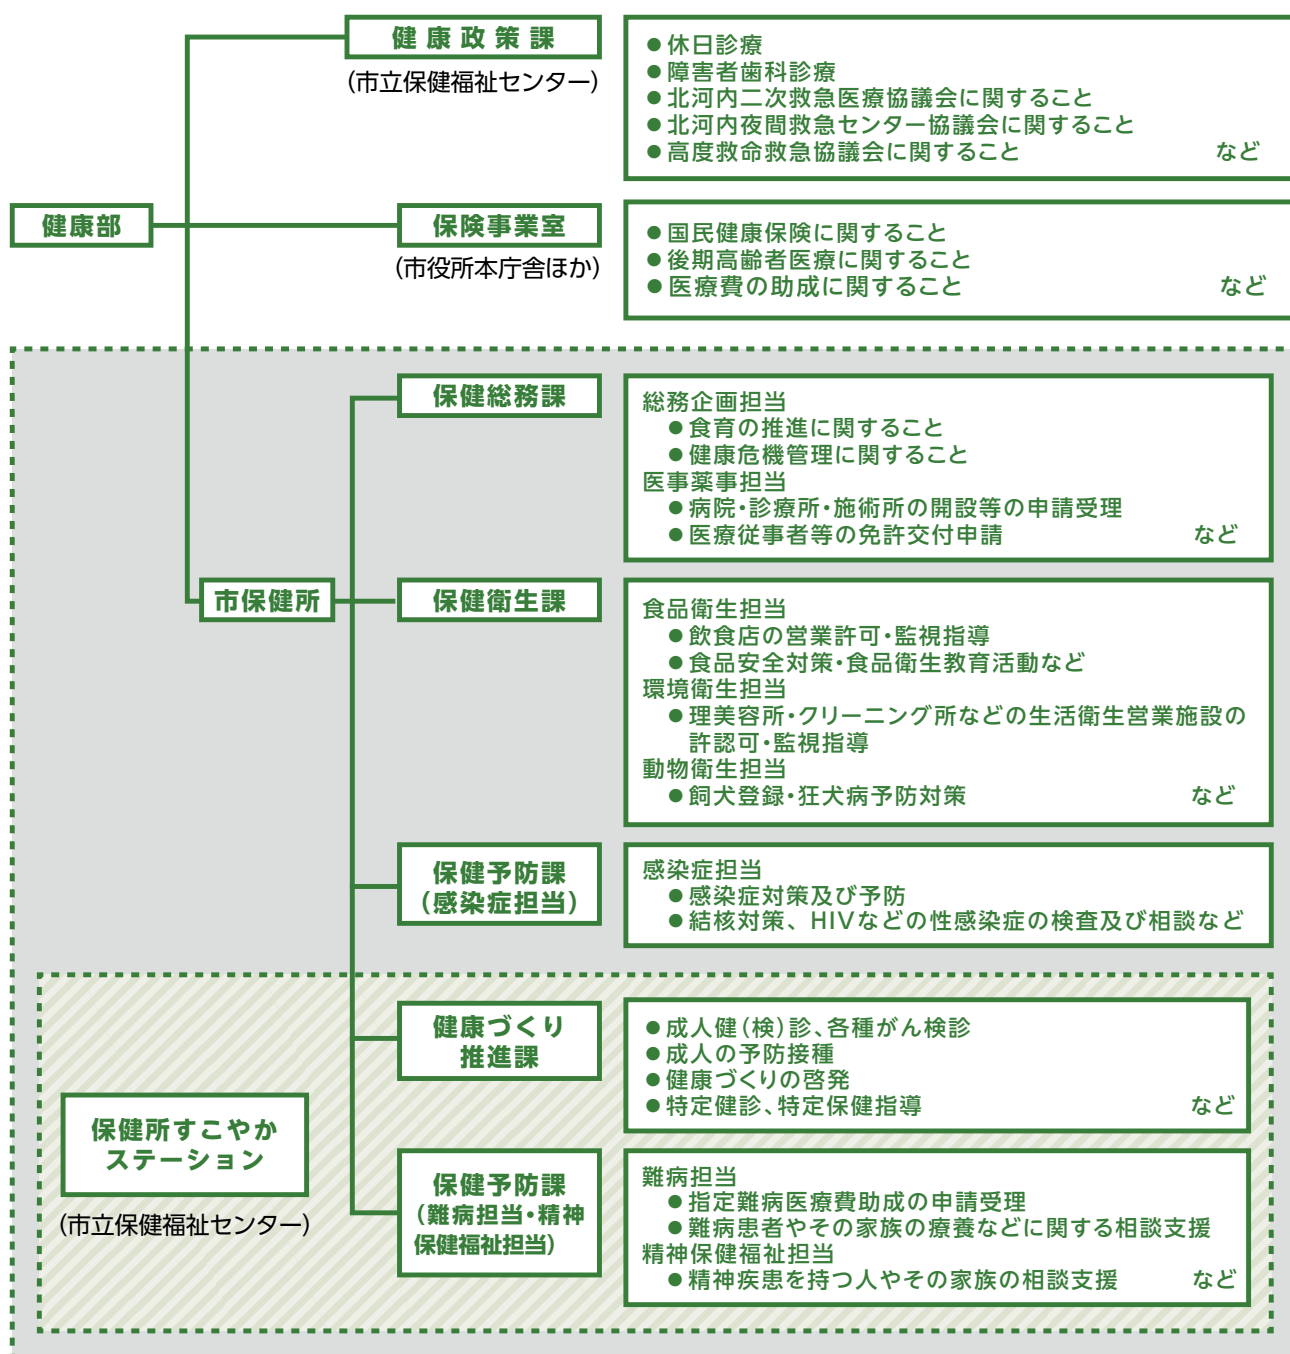 健康政策課
(市立保健福祉センター)
●休日診療
●障害者歯科診療
●北河内二次救急医療協議会に関すること
●北河内夜間救急センター協議会に関すること
●高度救命救急協議会に関すること など
健康部
保険事業室
(市役所本庁舎ほか)
●国民健康保険に関すること
●後期高齢者医療に関すること
●医療費の助成に関すること など
保健総務課
総務企画担当
●食育の推進に関すること
●健康危機管理に関すること
医事薬事担当
●病院・診療所・施術所の開設等の申請受理
●医療従事者等の免許交付申請 など
市保健所
保健衛生課
食品衛生担当
●飲食店の営業許可・監視指導
●食品安全対策・食品衛生教育活動など
環境衛生担当
●理美容所・クリーニング所などの生活衛生営業施設の
許認可・監視指導
動物衛生担当
●飼犬登録・狂犬病予防対策 など
保健予防課
(感染症担当)
感染症担当
●感染症対策及び予防
●結核対策、HIVなどの性感染症の検査及び相談など
健康づくり
推進課
●成人健(検)診、各種がん検診
●成人の予防接種
●健康づくりの啓発
●特定健診、特定保健指導 など
保健所すこやか
ステーション
(市立保健福祉センター)
保健予防課
(難病担当・精神
保健福祉担当)
難病担当
●指定難病医療費助成の申請受理
●難病患者やその家族の療養などに関する相談支援
精神保健福祉担当
●精神疾患を持つ人やその家族の相談支援 など